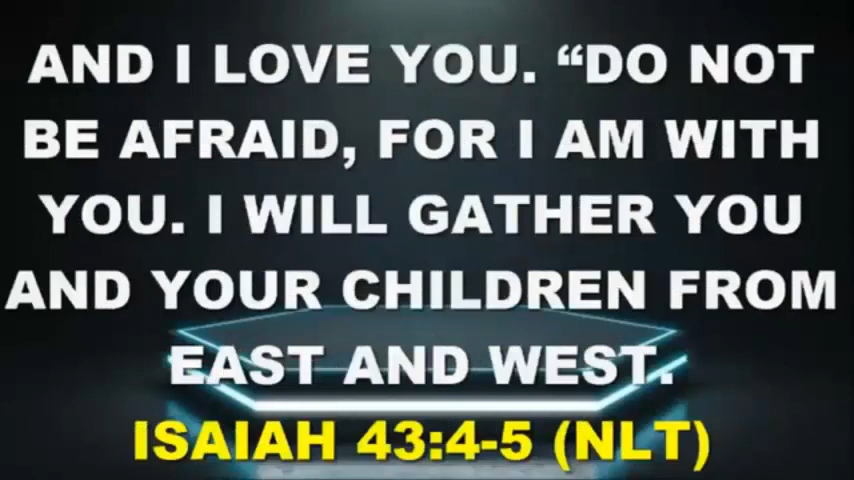 AND I LOVE YOU. “DO NOT
BE AFRAID, FOR I AM WITH
YOU. I WILL GATHER YOU
AND YOUR CHILDREN FROM
EAST AND WEST.
ISAIAH 43:4-5 (NLT)